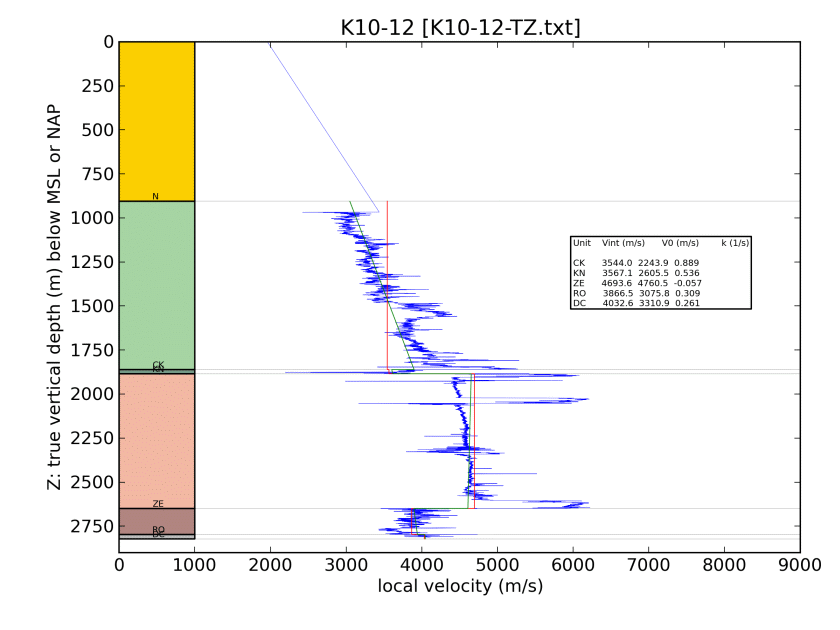 K10-12 [K10-12-TZ.txt]
Z: true vertical depth (m) below MSL or NAP
0
250
500
750
1000
1250
1500
1750
2000
2250
2500
2750
N
CK
KN
ZE
RO
DC
Unit Vint (m/s) V0 (m/s) k (1/s)
CK 3544.0 2243.9 0.889
KN 3567.1 2605.5 0.536
ZE 4693.6 4760.5 -0.057
RO 3866.5 3075.8 0.309
DC 4032.6 3310.9 0.261
0 1000 2000 3000 4000 5000 6000 7000 8000 9000
local velocity (m/s)